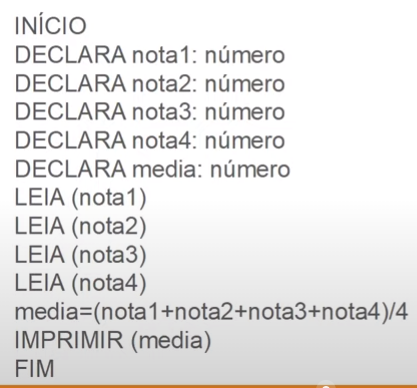 INÍCIO
DECLARA nota1: número
DECLARA nota2: número
DECLARA nota3: número
DECLARA nota4: número
DECLARA media: número
LEIA (nota1)
LEIA (nota2)
LEIA (nota3)
LEIA (nota4)
media=(nota1+nota2+nota3+nota4)/4
IMPRIMIR (media)
FIM